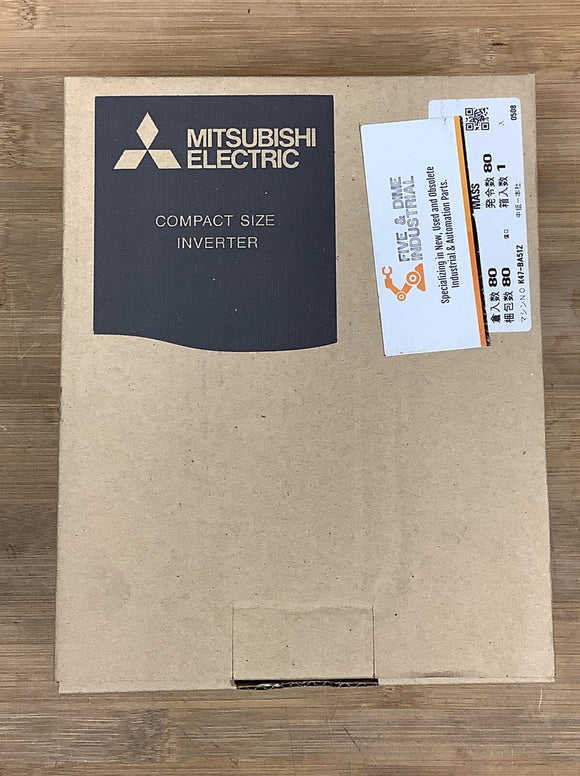 MITSUBISHI
ELECTRIC
COMPACT SIZE
INVERTER
FIVE & DIME
INDUSTRIAL
Specializing in New, Used and Obsolete
Industrial & Automation Parts.
MASS
発令数 80
箱入数 1
入 0508
倉入数 80
梱包数 80
マシンNO K47-BA51Z